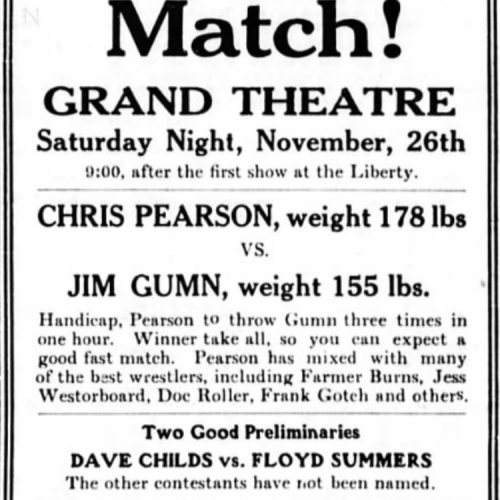 Match!
GRAND THEATRE
Saturday Night, November, 26th
9:00, after the first show at the Liberty.
CHRIS PEARSON, weight 178 lbs
VS.
JIM GUMN, weight 155 lbs.
Handicap, Pearson to throw Gumn three times in
one hour. Winner take all, so you can expect a
good fast match. Pearson has mixed with many
of the best wrestlers, including Farmer Burns, Jess
Westorboard, Doc Roller, Frank Gotch and others.
Two Good Preliminaries
DAVE CHILDS vs. FLOYD SUMMERS
The other contestants have not been named.